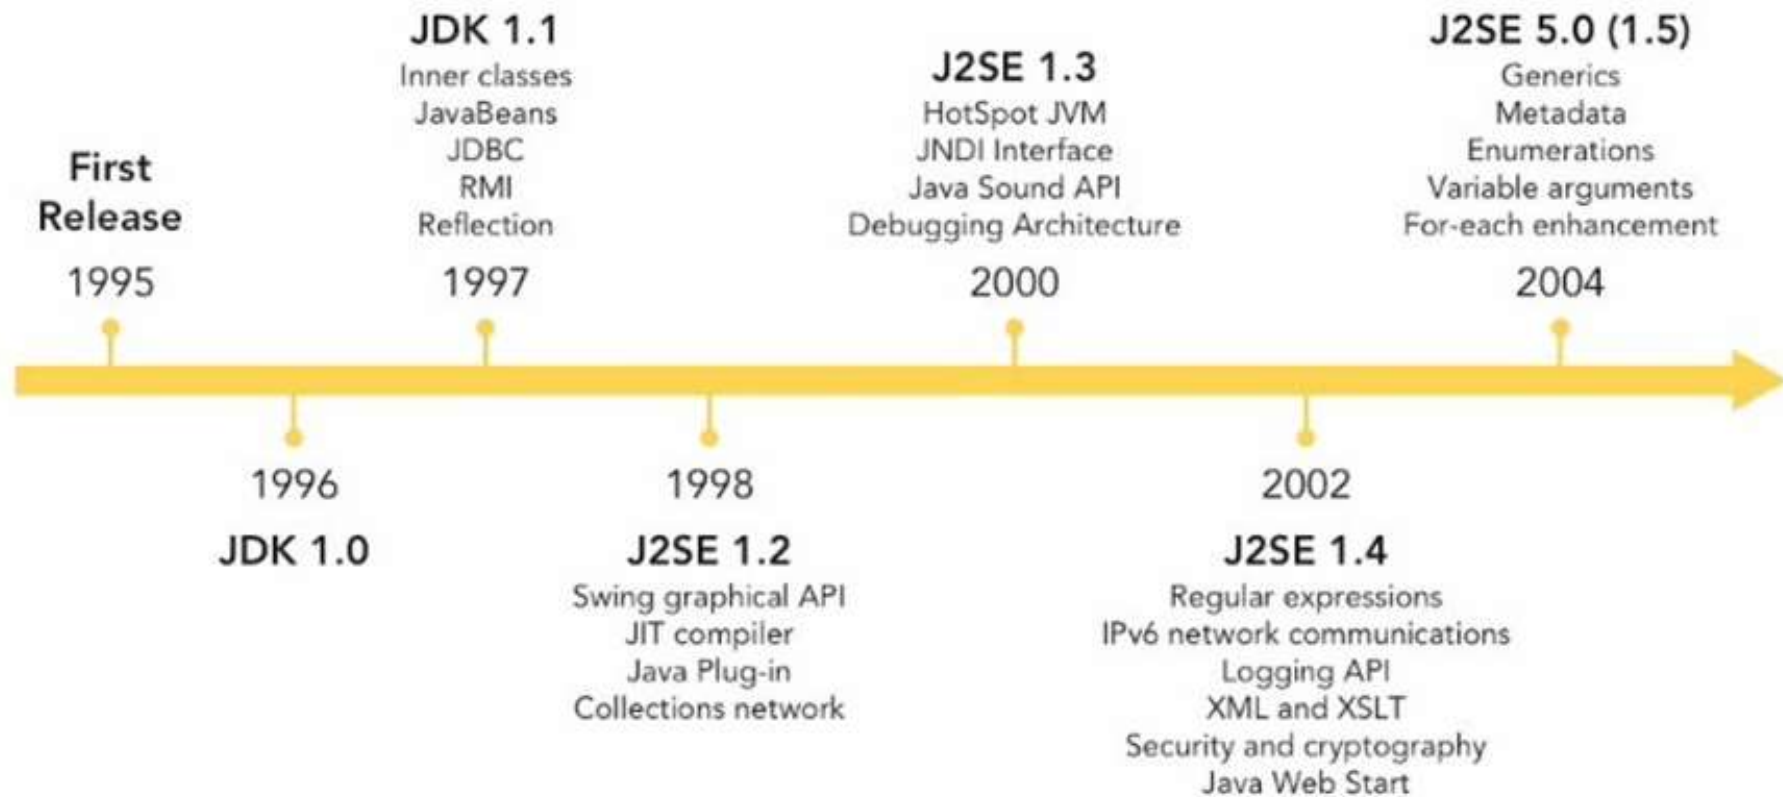 First
Release
1995
1996
JDK 1.0
JDK 1.1
Inner classes
JavaBeans
JDBC
RMI
Reflection
1997
1998
J2SE 1.2
Swing graphical API
JIT compiler
Java Plug-in
Collections network
J2SE 1.3
HotSpot JVM
JNDI Interface
Java Sound API
Debugging Architecture
2000
2002
J2SE 1.4
Regular expressions
IPv6 network communications
Logging API
XML and XSLT
Security and cryptography
Java Web Start
J2SE 5.0 (1.5)
Generics
Metadata
Enumerations
Variable arguments
For-each enhancement
2004